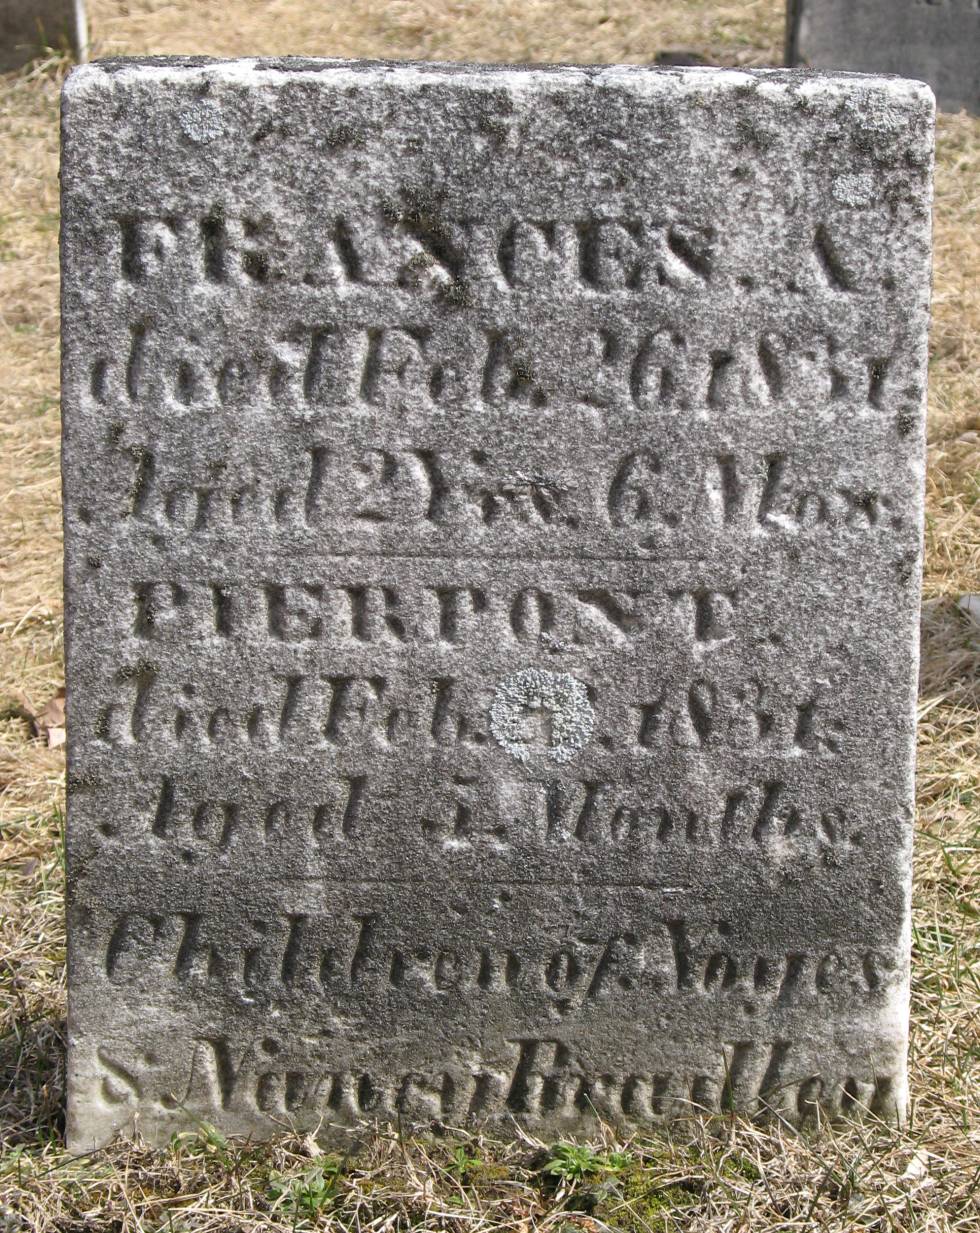 FRANCES. A.
died Feb. 26. 1831.
Aged 2 Yrs. 6. Mos.
PIERPONT.
died Feb. . 1831.
Aged 5. Months.
Children of. Noyes
& Nancy Bradley